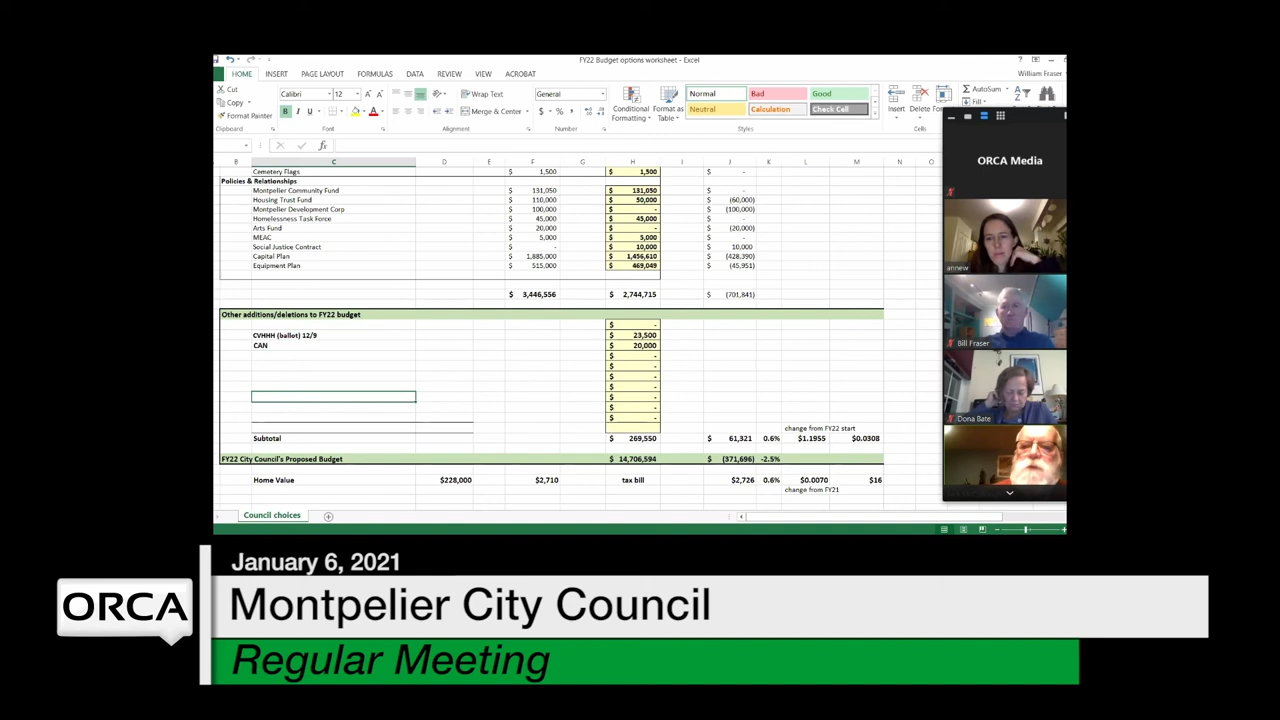 FY22 Budget options worksheet - Excel
HOME INSERT PAGE LAYOUT FORMULAS DATA REVIEW VIEW ACROBAT
William Fraser
Cut
Copy
Format Painter
Clipboard
Calibri 12
B I U
Font
Wrap Text
Merge & Center
Alignment
General
$ % ,
Number
Conditional Formatting
Format as Table
Normal Bad Good
Neutral Calculation Check Cell
Styles
Insert Delete Form
Cells
AutoSum
Fill
fx
B C D E F G H I J K L M N O
Cemetery Flags $ 1,500 $ 1,500 $ -
Policies & Relationships
Montpelier Community Fund $ 131,050 $ 131,050 $ -
Housing Trust Fund $ 110,000 $ 50,000 $ (60,000)
Montpelier Development Corp $ 100,000 $ - $ (100,000)
Homelessness Task Force $ 45,000 $ 45,000 $ -
Arts Fund $ 20,000 $ - $ (20,000)
MEAC $ 5,000 $ 5,000 $ -
Social Justice Contract $ - $ 10,000 $ 10,000
Capital Plan $ 1,885,000 $ 1,456,610 $ (428,390)
Equipment Plan $ 515,000 $ 469,049 $ (45,951)
$ 3,446,556 $ 2,744,715 $ (701,841)
Other additions/deletions to FY22 budget
$ -
CVHHH (ballot) 12/9 $ 23,500
CAN $ 20,000
$ -
$ -
$ -
$ -
$ -
$ -
$ -
change from FY22 start
Subtotal $ 269,550 $ 61,321 0.6% $1.1955 $0.0308
FY22 City Council's Proposed Budget $ 14,706,594 $ (371,696) -2.5%
Home Value $228,000 $2,710 tax bill $2,726 0.6% $0.0070 $16
change from FY21
Council choices
ORCA Media
annew
Bill Fraser
Dona Bate
January 6, 2021
ORCA
Montpelier City Council
Regular Meeting